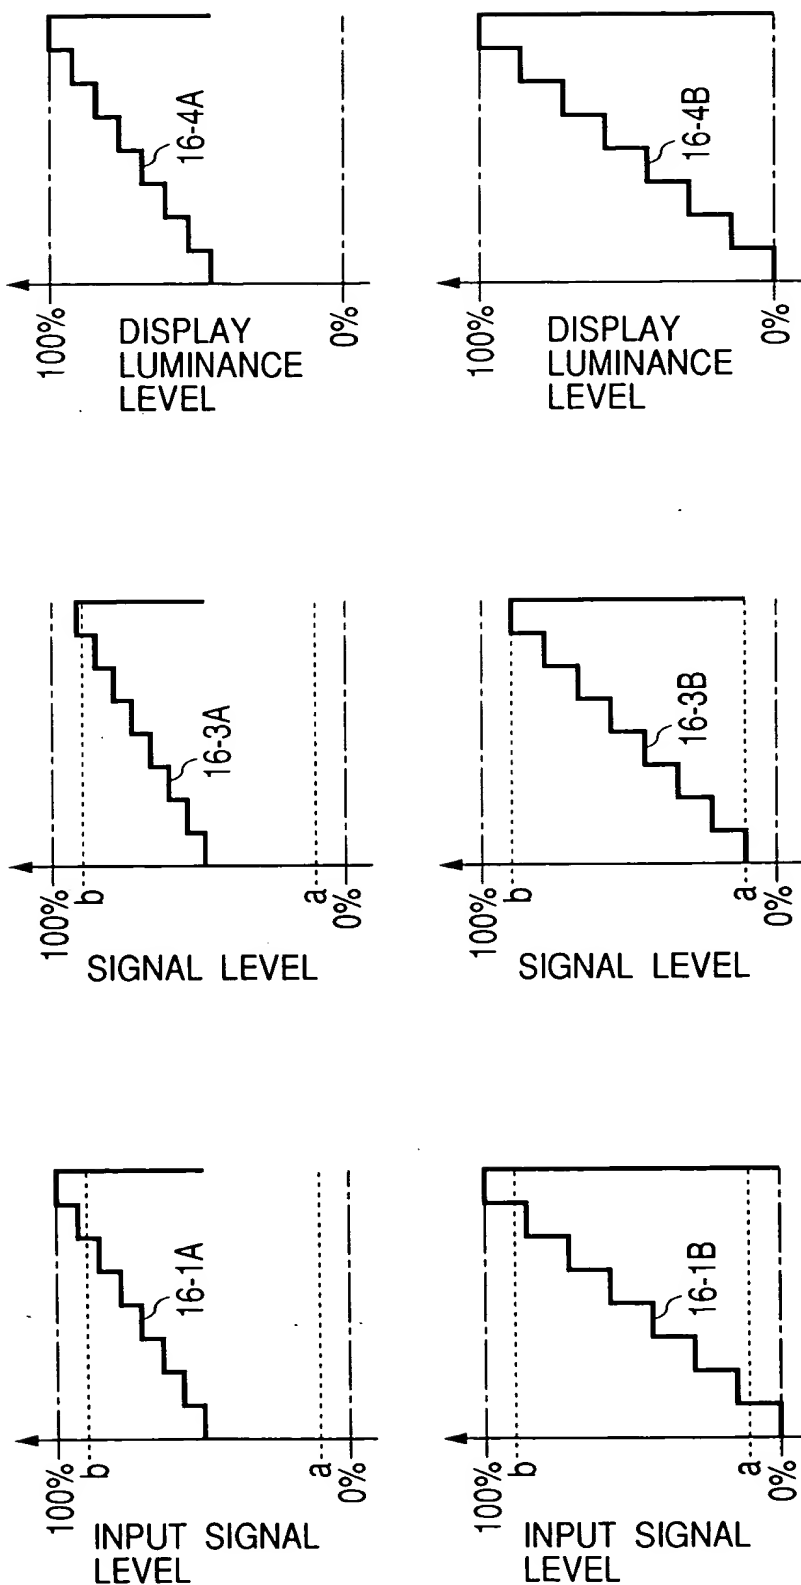 100%
DISPLAY
LUMINANCE
LEVEL
0%
16-4A
100%
DISPLAY
LUMINANCE
LEVEL
0%
16-4B
100%
b
SIGNAL LEVEL
a
0%
16-3A
100%
b
SIGNAL LEVEL
a
0%
16-3B
100%
b
INPUT SIGNAL
LEVEL
a
0%
16-1A
100%
b
INPUT SIGNAL
LEVEL
a
0%
16-1B